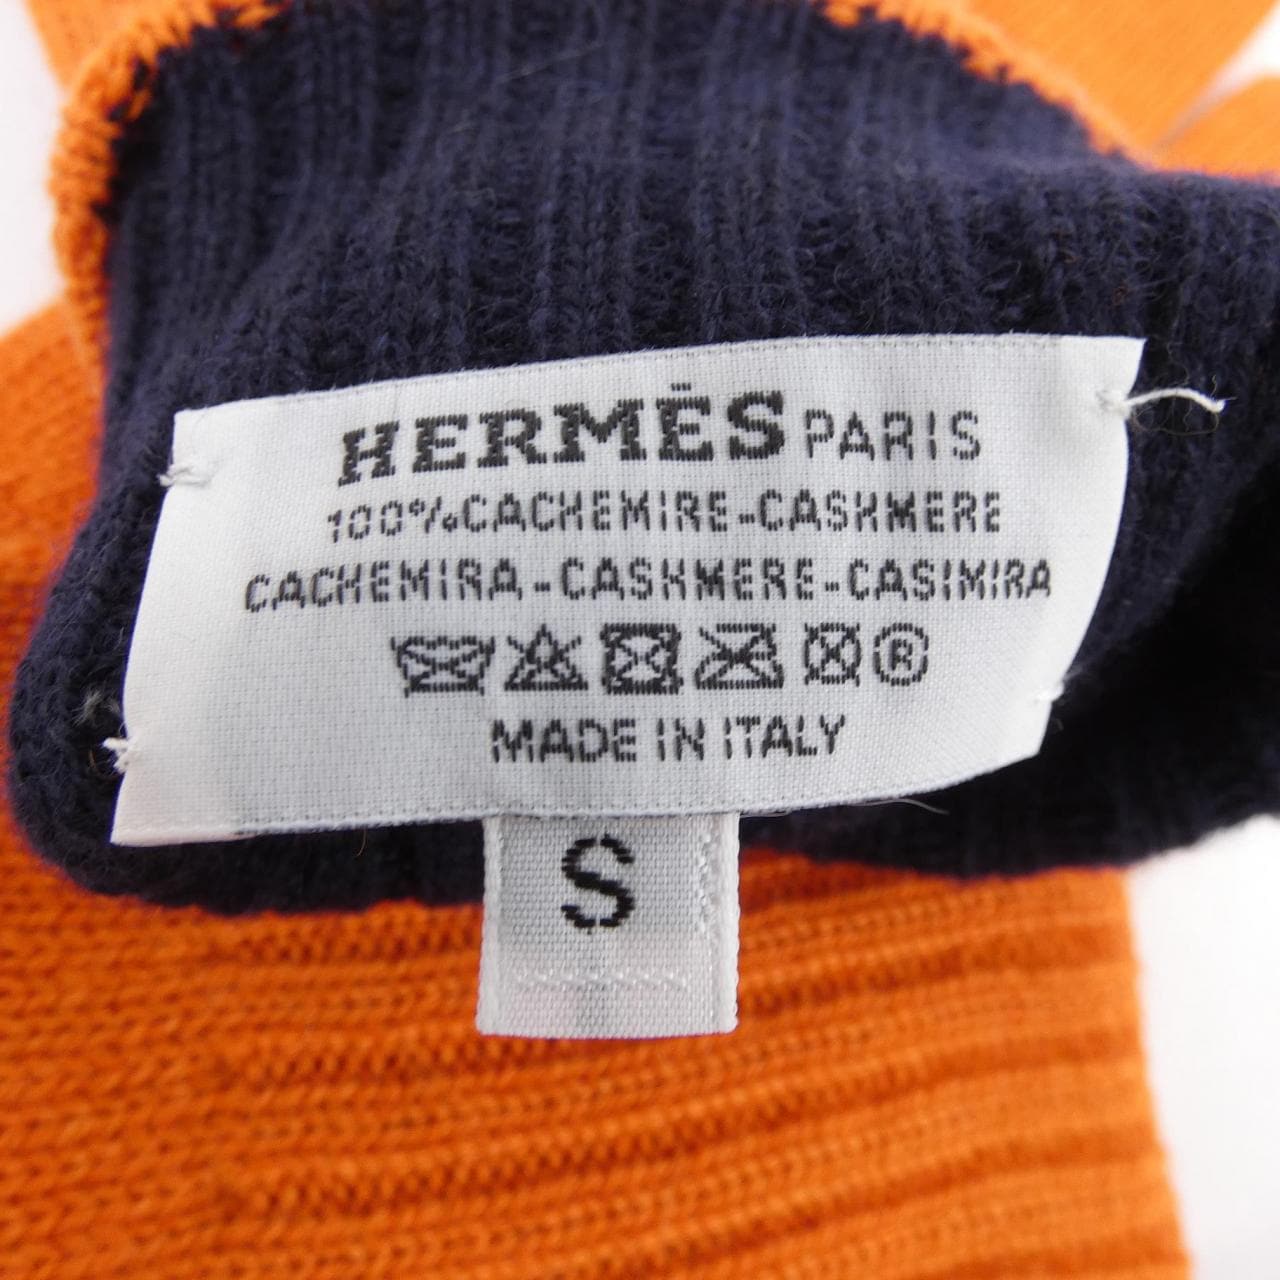 HERMÈS PARIS
100%CACHEMIRE-CASHMERE
CACHEMIRA-CASHMERE-CASIMIRA
®
MADE IN ITALY
S